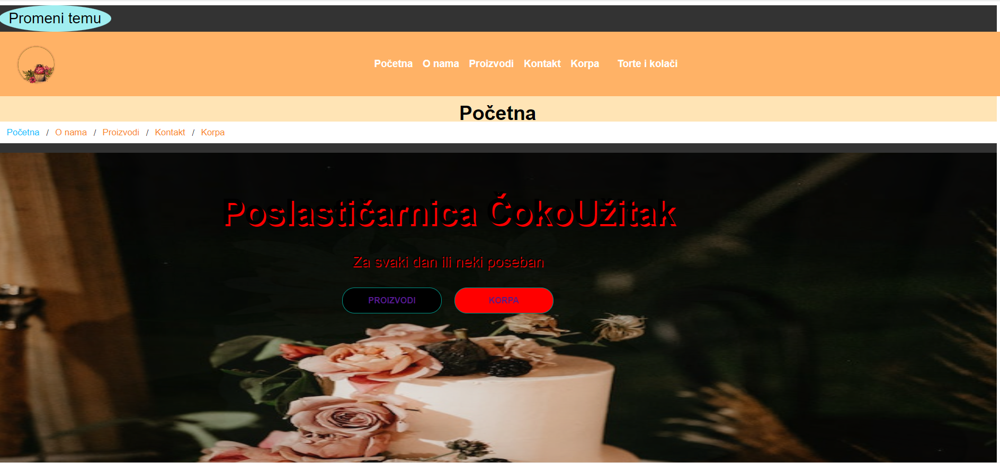 Promeni temu
Početna O nama Proizvodi Kontakt Korpa Torte i kolači
Početna
Početna / O nama / Proizvodi / Kontakt / Korpa
Poslastičarnica ČokoUžitak
Za svaki dan ili neki poseban
PROIZVODI KORPA